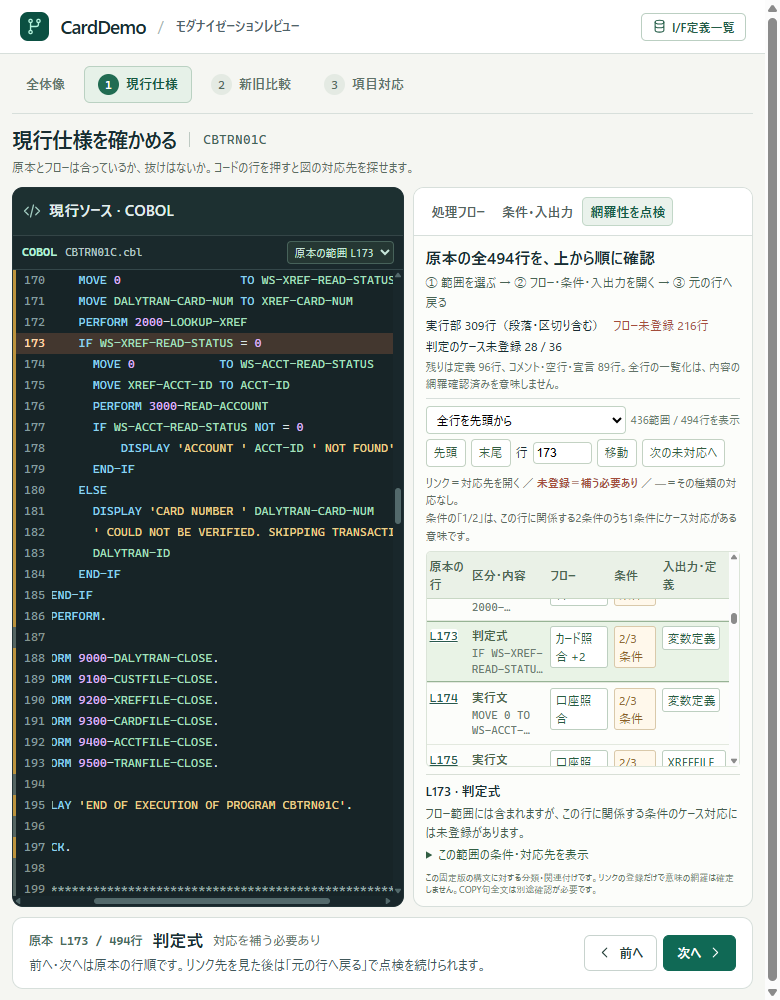 CardDemo / モダナイゼーションレビュー
I/F定義一覧
全体像 1 現行仕様 2 新旧比較 3 項目対応
現行仕様を確かめる CBTRN01C
原本とフローは合っているか、抜けはないか。コードの行を押すと図の対応先を探せます。
</> 現行ソース · COBOL
COBOL CBTRN01C.cbl 原本の範囲 L173
170 MOVE 0 TO WS-XREF-READ-STATUS
171 MOVE DALYTRAN-CARD-NUM TO XREF-CARD-NUM
172 PERFORM 2000-LOOKUP-XREF
173 IF WS-XREF-READ-STATUS = 0
174 MOVE 0 TO WS-ACCT-READ-STATUS
175 MOVE XREF-ACCT-ID TO ACCT-ID
176 PERFORM 3000-READ-ACCOUNT
177 IF WS-ACCT-READ-STATUS NOT = 0
178 DISPLAY 'ACCOUNT ' ACCT-ID ' NOT FOUND'
179 END-IF
180 ELSE
181 DISPLAY 'CARD NUMBER ' DALYTRAN-CARD-NUM
182 ' COULD NOT BE VERIFIED. SKIPPING TRANSACTI
183 DALYTRAN-ID
184 END-IF
185 END-IF
186 PERFORM.
187
188 ORM 9000-DALYTRAN-CLOSE.
189 ORM 9100-CUSTFILE-CLOSE.
190 ORM 9200-XREFFILE-CLOSE.
191 ORM 9300-CARDFILE-CLOSE.
192 ORM 9400-ACCTFILE-CLOSE.
193 ORM 9500-TRANFILE-CLOSE.
194
195 LAY 'END OF EXECUTION OF PROGRAM CBTRN01C'.
196
197 CK.
198
199 *************************************************
処理フロー 条件・入出力 網羅性を点検
原本の全494行を、上から順に確認
① 範囲を選ぶ → ② フロー・条件・入出力を開く → ③ 元の行へ
戻る
実行部 309行（段落・区切り含む） フロー未登録 216行
判定のケース未登録 28 / 36
残りは定義 96行、コメント・空行・宣言 89行。全行の一覧化は、内容の
網羅確認済みを意味しません。
全行を先頭から 436範囲 / 494行を表示
先頭 末尾 行 173 移動 次の未対応へ
リンク＝対応先を開く ／ 未登録＝補う必要あり ／ —＝その種類の対
応なし。
条件の「1/2」は、この行に関係する2条件のうち1条件にケース対応がある
意味です。
原本の行 区分・内容 フロー 条件 入出力・定義
2000-…
L173 判定式 IF WS-XREF-READ-STATU… カード照合 +2 2/3 条件 変数定義
L174 実行文 MOVE 0 TO WS-ACCT-… 口座照合 2/3 条件 変数定義
L175 実行文 口座照 2/3 XREFFILE
L173 · 判定式
フロー範囲には含まれますが、この行に関係する条件のケース対応に
は未登録があります。
▶ この範囲の条件・対応先を表示
この固定版の構文に対する分類・関連付けです。リンクの登録だけで意味の網羅は確定
しません。COPY句全文は別途確認が必要です。
原本 L173 / 494行 判定式 対応を補う必要あり
前へ・次へは原本の行順です。リンク先を見た後は「元の行へ戻る」で点検を続けられます。
前へ 次へ